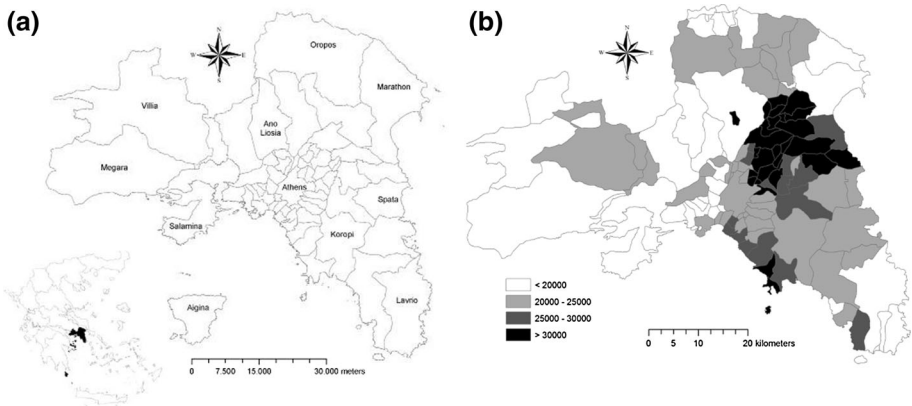 (a)
N
W E
S
Oropos
Marathon
Villia
Ano
Liosia
Megara
Athens
Spata
Salamina
Koropi
Aigina
Lavrio
0 7.500 15.000 30.000 meters
(b)
N
W E
S
< 20000
20000 - 25000
25000 - 30000
> 30000
0 5 10 20 kilometers